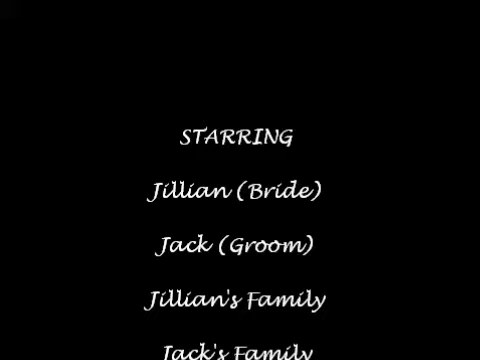 STARRING
Jillian (Bride)
Jack (Groom)
Jillian's Family
Jack's Family